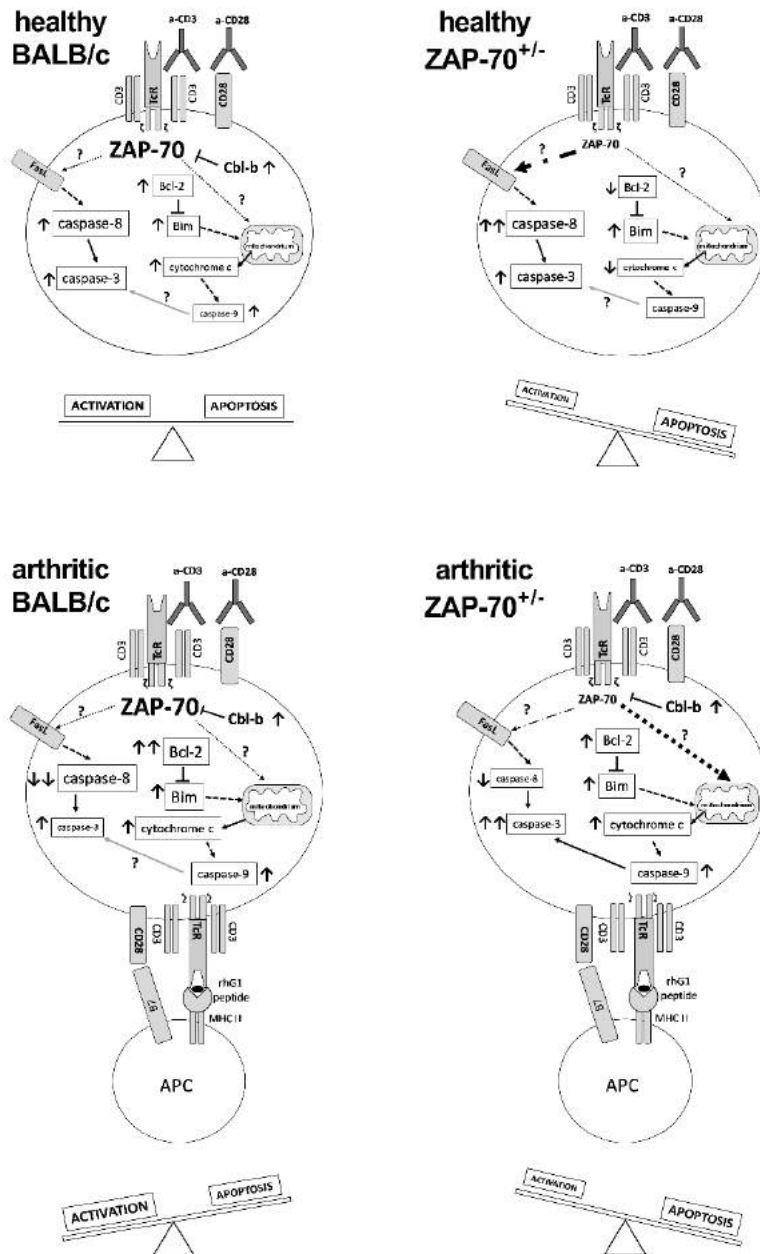 healthy
BALB/c
a-CD3
a-CD28
CD3
TcR
CD3
CD28
ζ
ζ
?
ZAP-70
Cbl-b ↑
FasL
↑ Bcl-2
?
↑ caspase-8
↑ Bim
mitochondrium
↑ cytochrome c
↑ caspase-3
?
caspase-9 ↑
ACTIVATION
APOPTOSIS
healthy
ZAP-70+/-
a-CD3
a-CD28
CD3
TcR
CD3
CD28
ζ
ζ
?
ZAP-70
FasL
?
↓ Bcl-2
↑↑ caspase-8
↑ Bim
mitochondrium
↑ caspase-3
↓ cytochrome c
?
caspase-9
ACTIVATION
APOPTOSIS
arthritic
BALB/c
a-CD3
a-CD28
CD3
TcR
CD3
CD28
ζ
ζ
?
ZAP-70
Cbl-b ↑
FasL
↑↑ Bcl-2
?
↓↓ caspase-8
↑ Bim
mitochondrium
↑ caspase-3
↑ cytochrome c
?
caspase-9 ↑
CD28
CD3
TcR
CD3
B7
rhG1
peptide
MHC II
APC
ACTIVATION
APOPTOSIS
arthritic
ZAP-70+/-
a-CD3
a-CD28
CD3
TcR
CD3
CD28
ζ
ζ
?
ZAP-70
Cbl-b ↑
FasL
↑ Bcl-2
?
↓ caspase-8
↑ Bim
mitochondrium
↑↑ caspase-3
↑ cytochrome c
caspase-9 ↑
CD28
CD3
TcR
CD3
B7
rhG1
peptide
MHC II
APC
ACTIVATION
APOPTOSIS